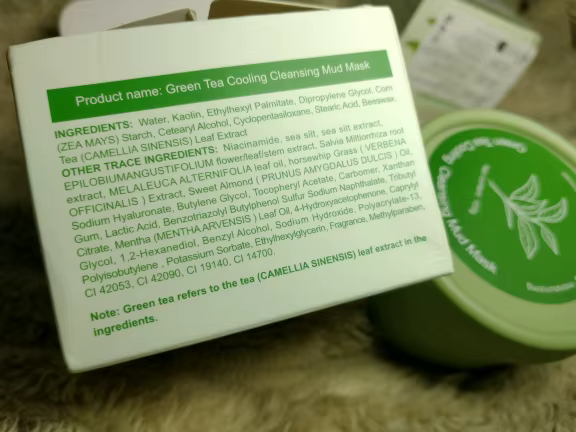 Product name: Green Tea Cooling Cleansing Mud Mask
INGREDIENTS: Water, Kaolin, Ethylhexyl Palmitate, Dipropylene Glycol, Corn
(ZEA MAYS) Starch, Cetearyl Alcohol, Cyclopentasiloxane, Stearic Acid, Beeswax,
Tea (CAMELLIA SINENSIS) Leaf Extract
OTHER TRACE INGREDIENTS: Niacinamide, sea silt, sea silt extract,
EPILOBIUMANGUSTIFOLIUM flower/leaf/stem extract, Salvie Miltiorrhiza root
extract, MELALEUCA ALTERNIFOLIA leaf oil, horsewhip Grass ( VERBENA
OFFICINALIS ) Extract, Sweet Almond ( PRUNUS AMYGDALUS DULCIS ) Oil,
Sodium Hyaluronate, Butylene Glycol, Tocopheryl Acetate, Carbomer, Xanthan
Gum, Lactic Acid, Benzotriazolyl Butylphenol Sulfur Sodium Naphthalate, Tributyl
Citrate, Mentha (MENTHA ARVENSIS ) Leaf Oil, 4-Hydroxyacetophenone, Caprylyl
Glycol, 1,2-Hexanediol, Benzyl Alcohol, Sodium Hydroxide, Polyacrylate-13,
Polyisobutylene , Potassium Sorbate, Ethylhexylglycerin, Fragrance, Methylparaben,
CI 42053, CI 42090, CI 19140, CI 14700.
Note: Green tea refers to the tea (CAMELLIA SINENSIS) leaf extract in the
ingredients.
Green Tea Cooling Cleansing Mud Mask